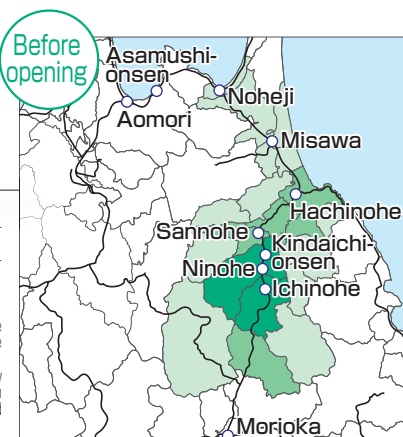 Before
opening
Asamushi-
onsen
Aomori
Noheji
Misawa
Hachinohe
Sannohe
Kindaichi-
onsen
Ninohe
Ichinohe
Morioka